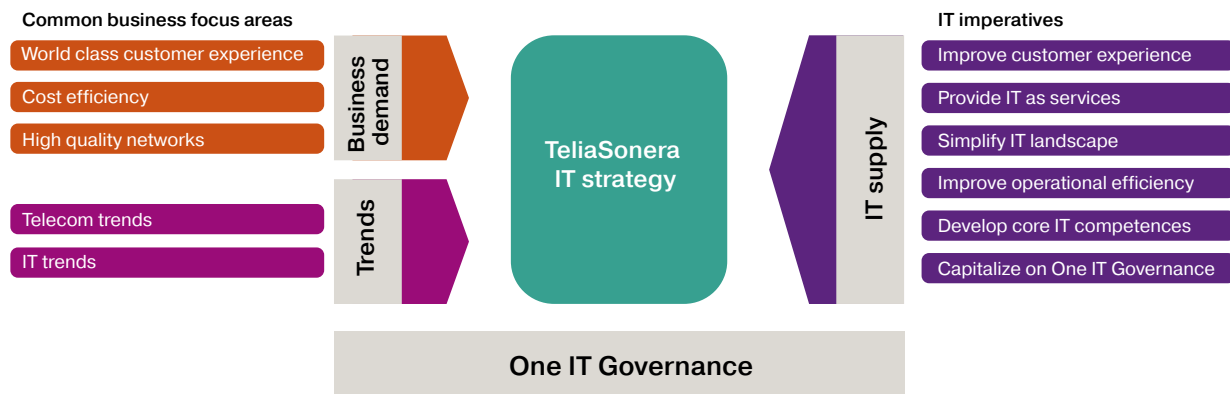 Common business focus areas
World class customer experience
Cost efficiency
High quality networks
Telecom trends
IT trends
Business
demand
Trends
TeliaSonera
IT strategy
IT supply
IT imperatives
Improve customer experience
Provide IT as services
Simplify IT landscape
Improve operational efficiency
Develop core IT competences
Capitalize on One IT Governance
One IT Governance